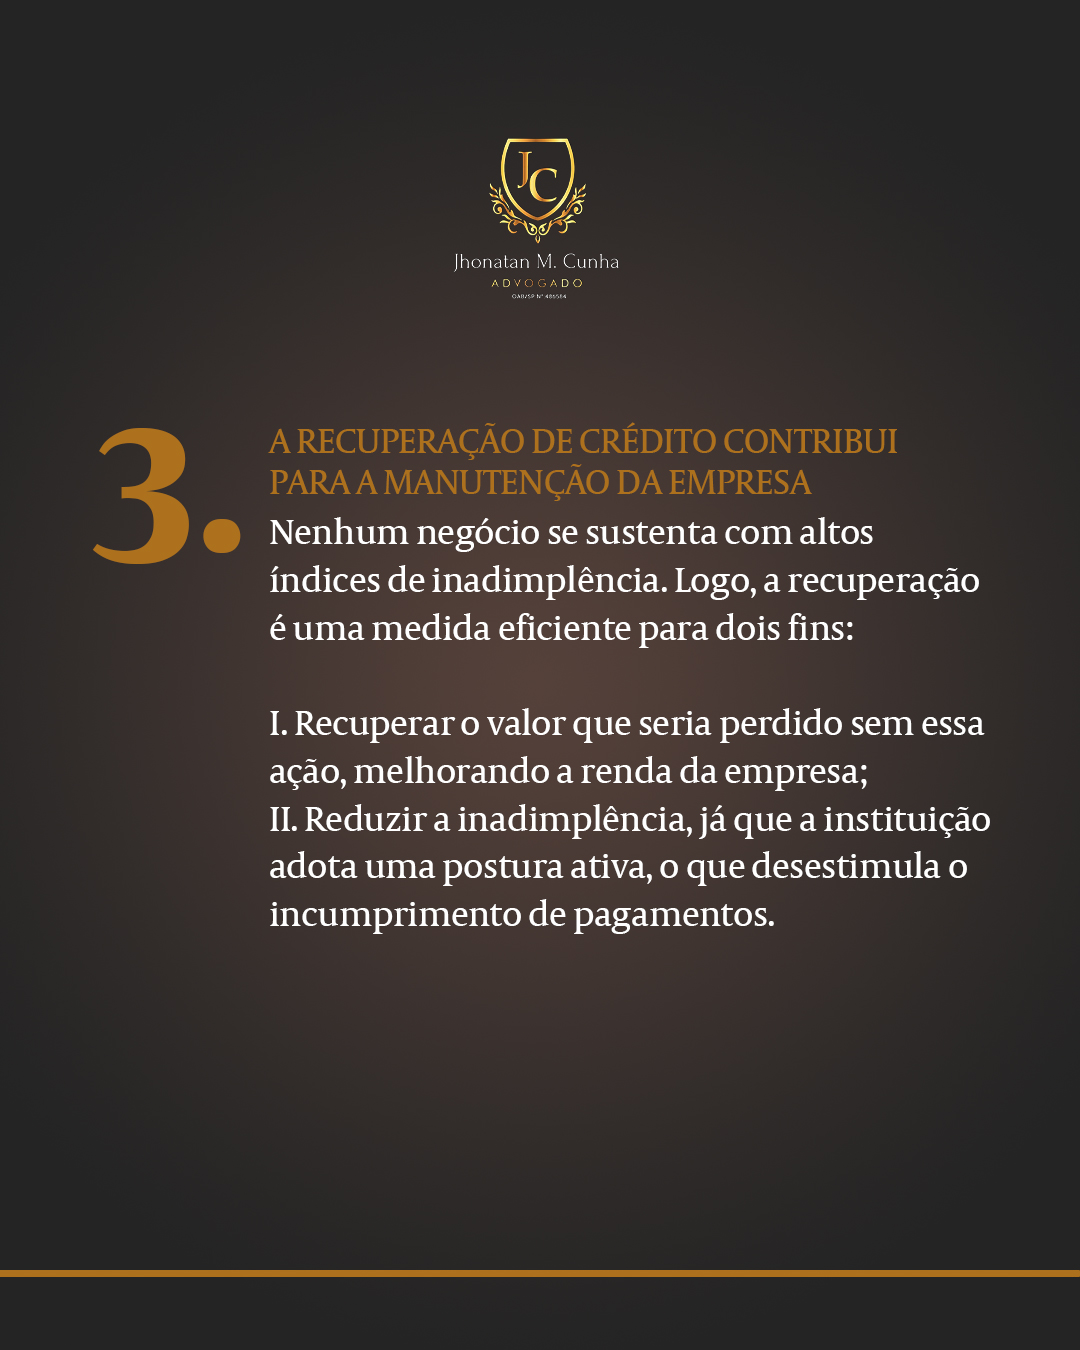 JC
Jhonatan M. Cunha
ADVOGADO
OAB/SP Nº 486584
3.
A RECUPERAÇÃO DE CRÉDITO CONTRIBUI
PARA A MANUTENÇÃO DA EMPRESA
Nenhum negócio se sustenta com altos
índices de inadimplência. Logo, a recuperação
é uma medida eficiente para dois fins:
I. Recuperar o valor que seria perdido sem essa
ação, melhorando a renda da empresa;
II. Reduzir a inadimplência, já que a instituição
adota uma postura ativa, o que desestimula o
incumprimento de pagamentos.